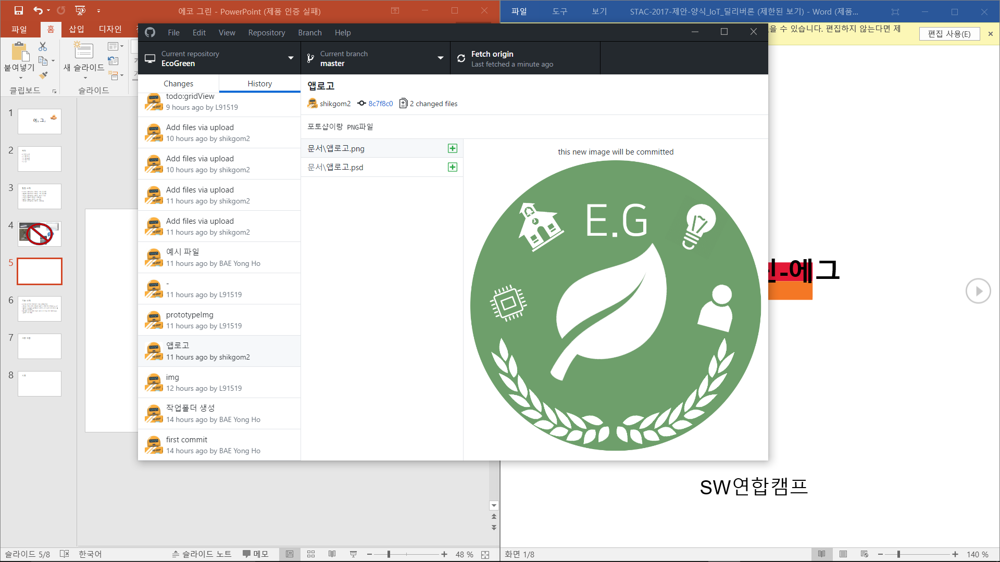 에코 그린 - PowerPoint (제품 인증 실패)
파일
홈
삽입
디자인
붙여넣기
새 슬라이드
클립보드
슬라이드
1
2
3
4
5
6
7
8
슬라이드 5/8
한국어
슬라이드 노트
메모
48 %
파일
도구
보기
STAC-2017-제안-양식_IoT_딜리버론 (제한된 보기) - Word (제품...
수 있습니다. 편집하지 않는다면 제
편집 사용(E)
-에그
SW연합캠프
화면 1/8
140 %
File
Edit
View
Repository
Branch
Help
Current repository
EcoGreen
Current branch
master
Fetch origin
Last fetched a minute ago
Changes
History
todo:gridView
9 hours ago by L91519
Add files via upload
10 hours ago by shikgom2
Add files via upload
10 hours ago by shikgom2
Add files via upload
11 hours ago by shikgom2
Add files via upload
11 hours ago by shikgom2
예시 파일
11 hours ago by BAE Yong Ho
-
11 hours ago by L91519
prototypeImg
11 hours ago by L91519
앱로고
11 hours ago by shikgom2
img
12 hours ago by L91519
작업폴더 생성
14 hours ago by BAE Yong Ho
first commit
14 hours ago by BAE Yong Ho
앱로고
shikgom2
8c7f8c0
2 changed files
포토샵이랑 PNG파일
문서\앱로고.png
문서\앱로고.psd
this new image will be committed
E.G